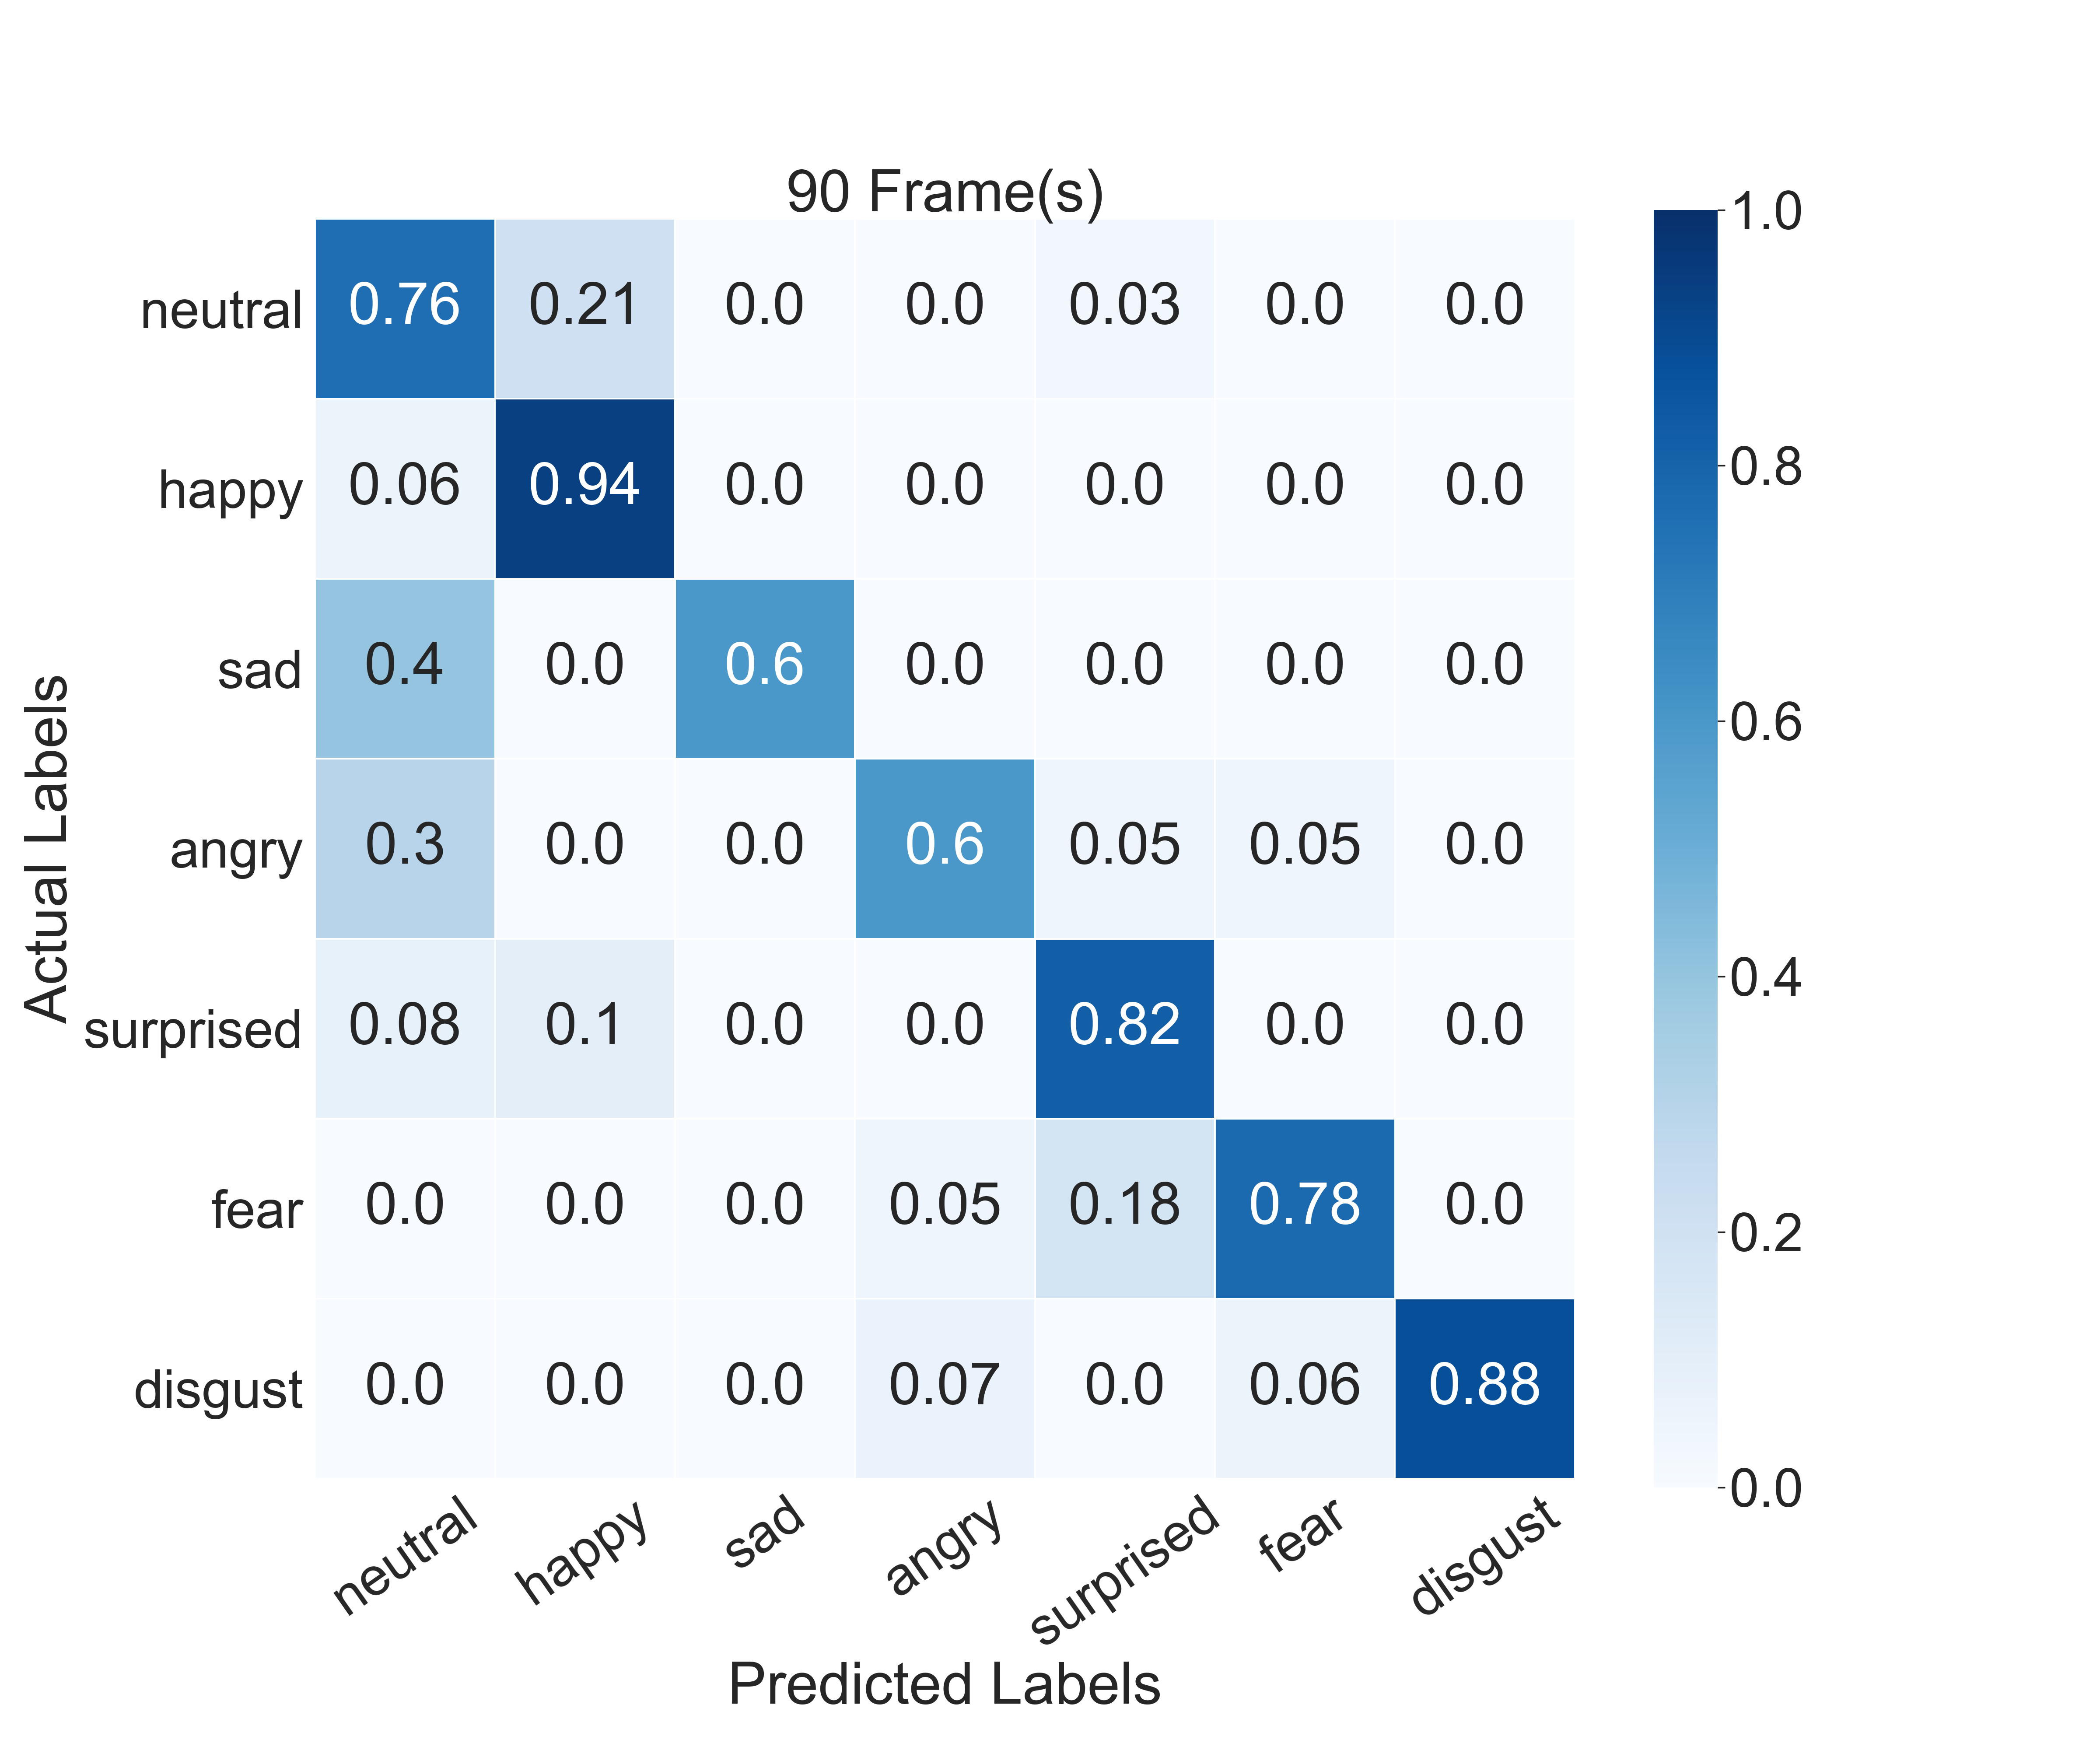 90 Frame(s)
neutral 0.76 0.21 0.0 0.0 0.03 0.0 0.0
happy 0.06 0.94 0.0 0.0 0.0 0.0 0.0
sad 0.4 0.0 0.6 0.0 0.0 0.0 0.0
angry 0.3 0.0 0.0 0.6 0.05 0.05 0.0
surprised 0.08 0.1 0.0 0.0 0.82 0.0 0.0
fear 0.0 0.0 0.0 0.05 0.18 0.78 0.0
disgust 0.0 0.0 0.0 0.07 0.0 0.06 0.88
neutral happy sad angry surprised fear disgust
Predicted Labels
Actual Labels
1.0
0.8
0.6
0.4
0.2
0.0